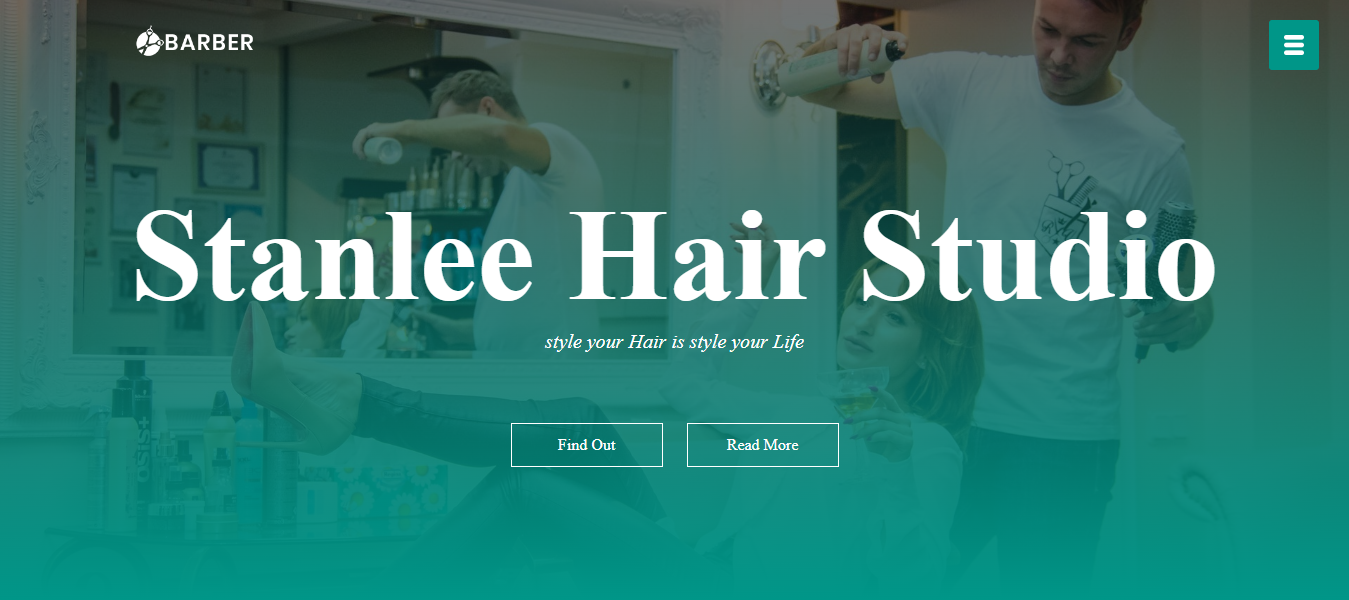 BARBER
Stanlee Hair Studio
style your Hair is style your Life
Find Out
Read More